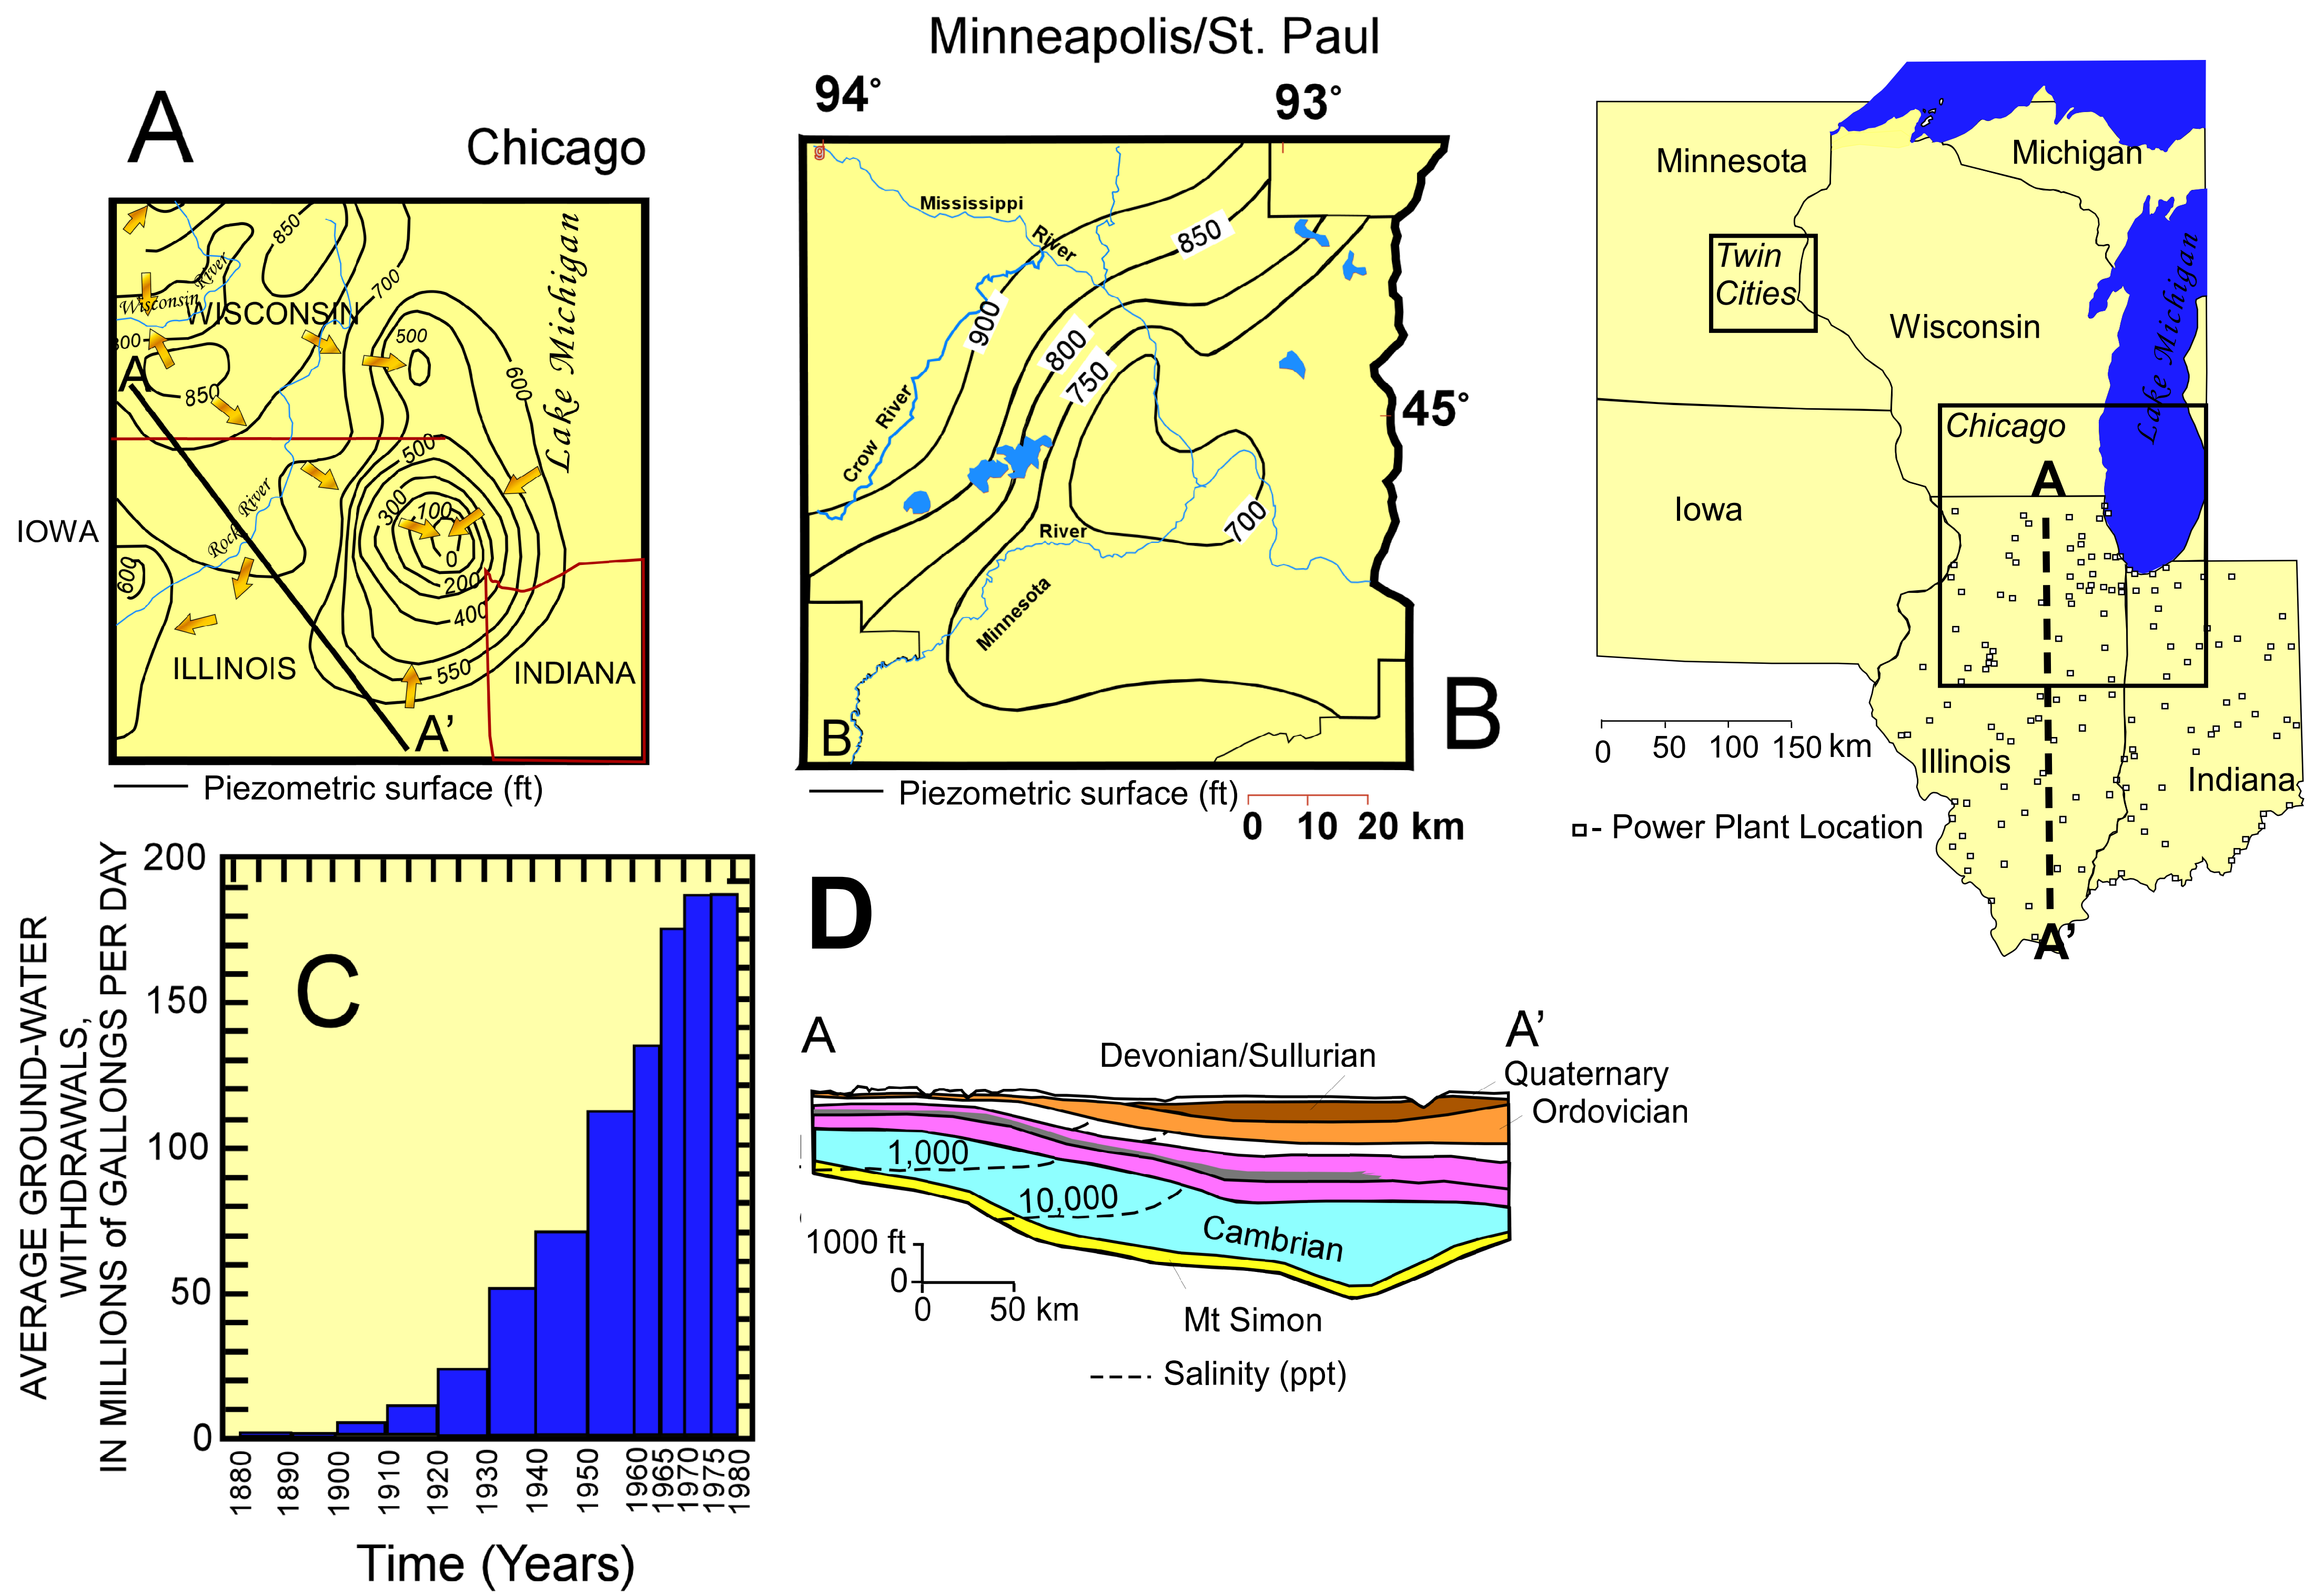 Minneapolis/St. Paul
A
Chicago
850
700
Wisconsin River
WISCONSIN
500
600
Lake Michigan
800
A
850
500
300
100
0
200
400
550
IOWA
600
Rock River
ILLINOIS
INDIANA
A'
Piezometric surface (ft)
94°
93°
g
Mississippi
River
850
900
800
750
Crow River
45°
700
River
Minnesota
B
B
Piezometric surface (ft)
0 10 20 km
Minnesota
Michigan
Twin
Cities
Wisconsin
Lake Michigan
Chicago
A
Iowa
0 50 100 150 km
Illinois
Indiana
- Power Plant Location
A'
C
AVERAGE GROUND-WATER
WITHDRAWALS,
IN MILLIONS of GALLONGS PER DAY
200
150
100
50
0
1880 1890 1900 1910 1920 1930 1940 1950 1960 1965 1970 1975 1980
Time (Years)
D
A
A'
Devonian/Sullurian
Quaternary
Ordovician
1,000
10,000
Cambrian
1000 ft
0
0 50 km
Mt Simon
Salinity (ppt)